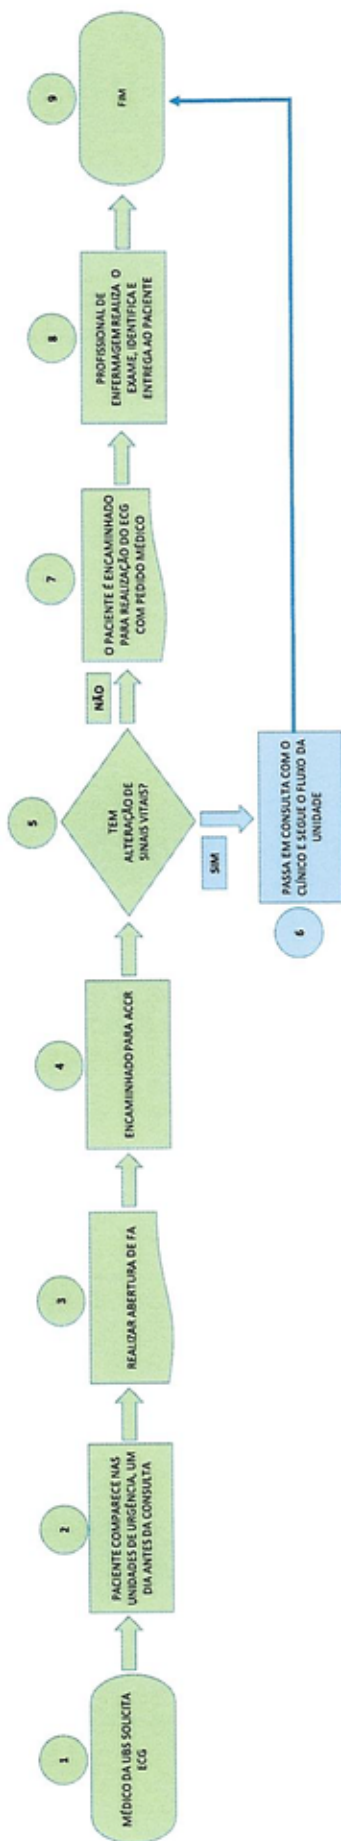 1
MÉDICO DA UBS SOLICITA
ECG
2
PACIENTE COMPARECE NAS
UNIDADES DE URGÊNCIA, UM
DIA ANTES DA CONSULTA
3
REALIZAR ABERTURA DE FA
4
ENCAMIINHADO PARA ACCR
5
TEM
ALTERAÇÃO DE
SINAIS VITAIS?
NÃO
SIM
6
PASSA EM CONSULTA COM O
CLÍNICO E SEGUE O FLUXO DA
UNIDADE
7
O PACIENTE É ENCAMINHADO
PARA REALIZAÇÃO DO ECG
COM PEDIDO MÉDICO
8
PROFISSIONAL DE
ENFERMAGEM REALIZA O
EXAME, IDENTIFICA E
ENTREGA AO PACIENTE
9
FIM